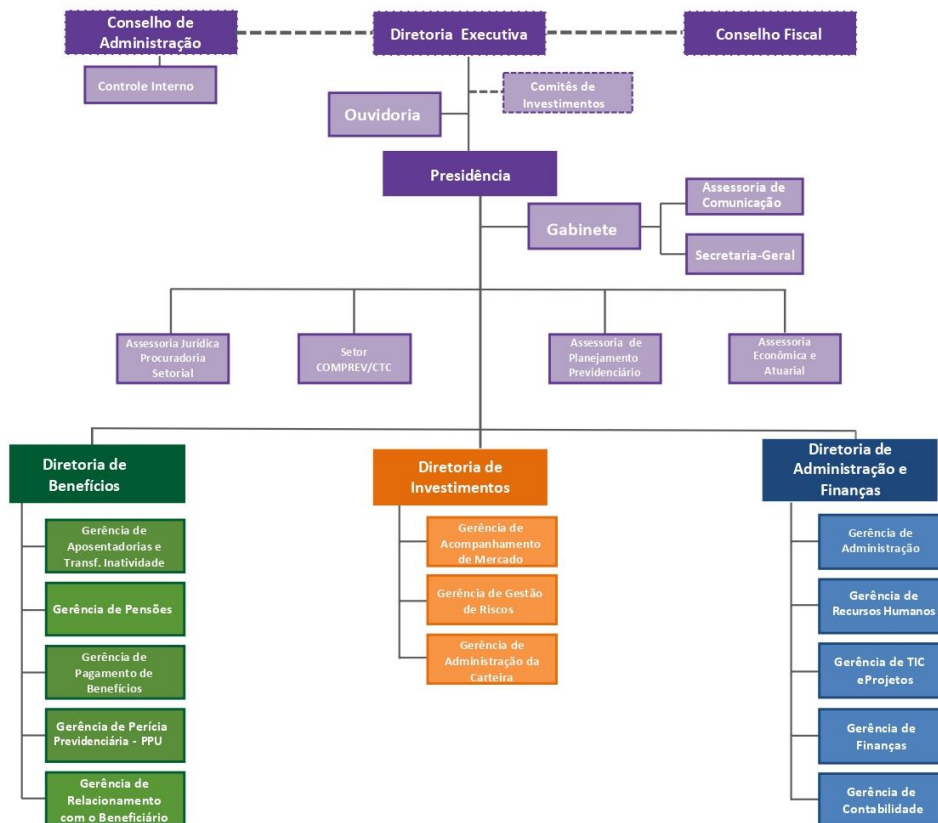 Conselho de
Administração
Diretoria Executiva
Conselho Fiscal
Controle Interno
Comitês de
Investimentos
Ouvidoria
Presidência
Assessoria de
Comunicação
Gabinete
Secretaria-Geral
Assessoria Jurídica
Procuradoria
Setorial
Setor
COMPREV/CTC
Assessoria de
Planejamento
Previdenciário
Assessoria
Econômica e
Atuarial
Diretoria de
Benefícios
Diretoria de
Investimentos
Diretoria de
Administração e
Finanças
Gerência de
Aposentadorias e
Transf. Inatividade
Gerência de Pensões
Gerência de
Pagamento de
Benefícios
Gerência de Perícia
Previdenciária - PPU
Gerência de
Relacionamento
com o Beneficiário
Gerência de
Acompanhamento
de Mercado
Gerência de Gestão
de Riscos
Gerência de
Administração da
Carteira
Gerência de
Administração
Gerência de
Recursos Humanos
Gerência de TIC
eProjetos
Gerência de
Finanças
Gerência de
Contabilidade